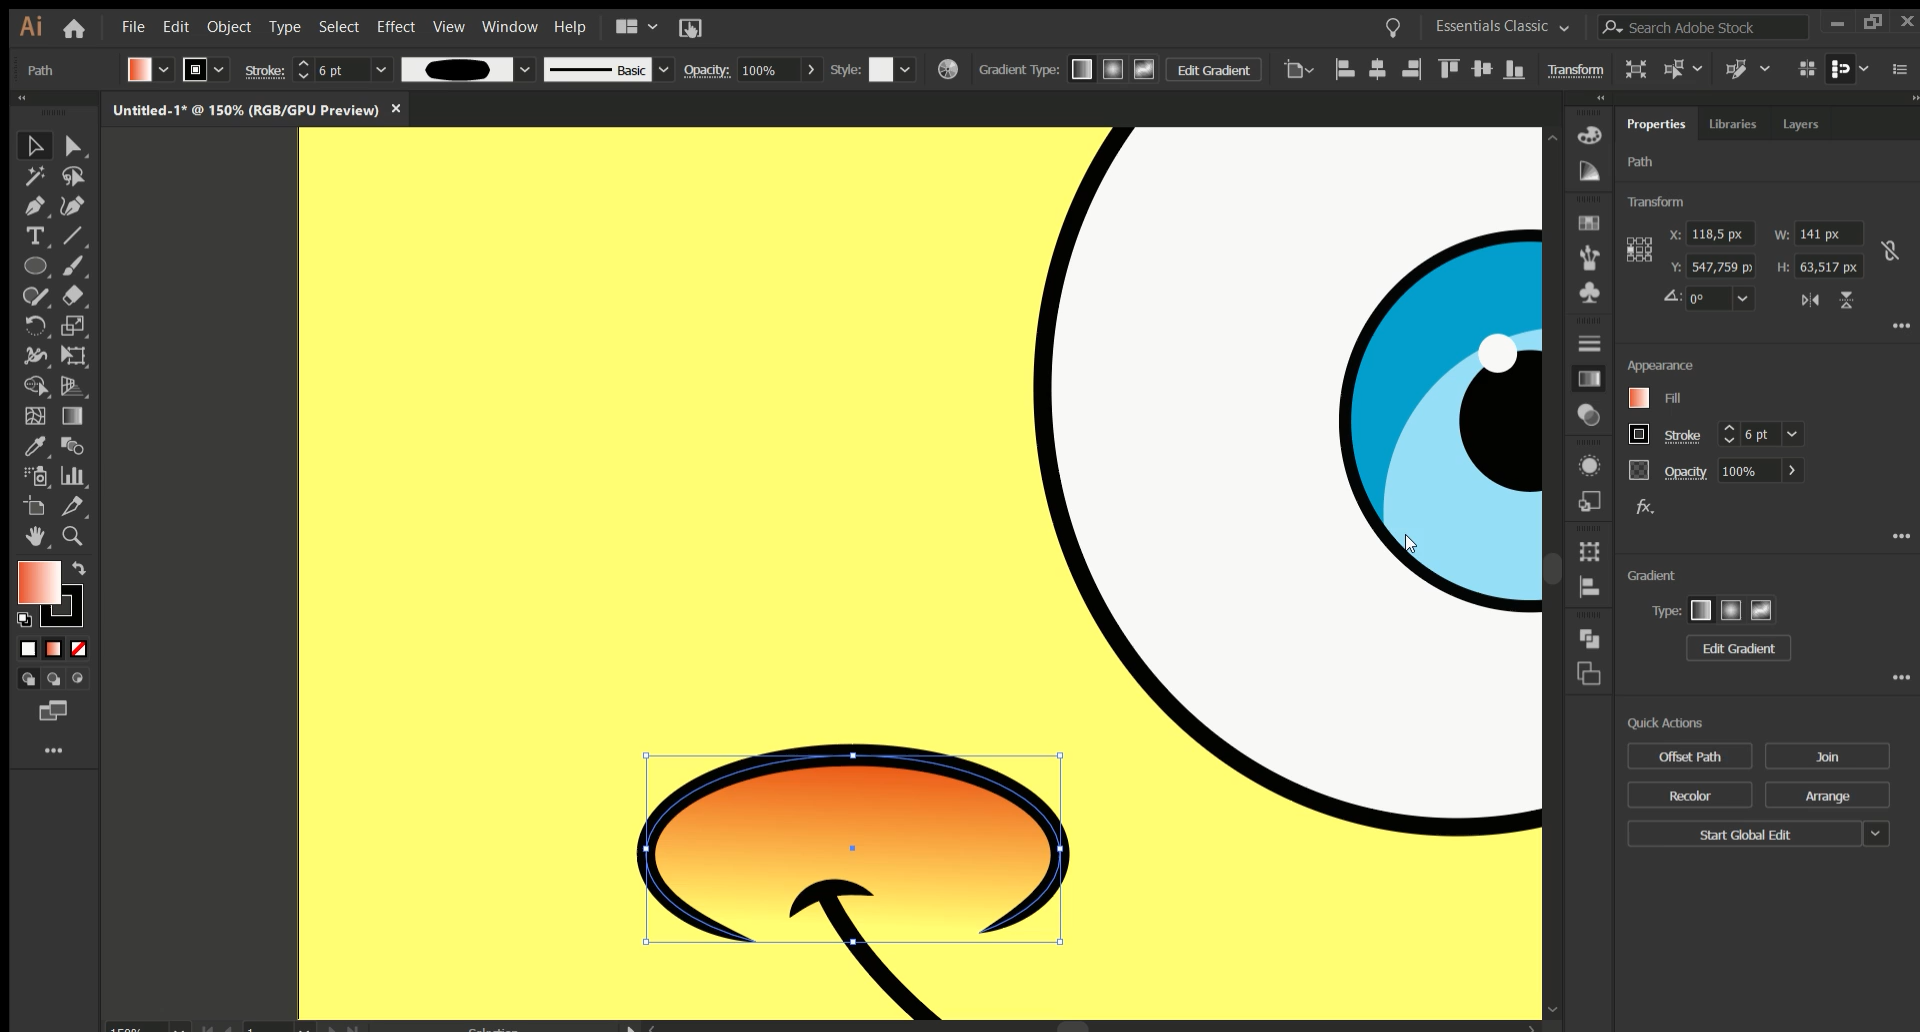 Ai File Edit Object Type Select Effect View Window Help Essentials Classic Search Adobe Stock
Path Stroke: 6 pt Basic Opacity: 100% Style: Gradient Type: Edit Gradient Transform
Untitled-1* @ 150% (RGB/GPU Preview)
Properties Libraries Layers
Path
Transform
X: 118,5 px W: 141 px
Y: 547,759 p H: 63,517 px
0°
Appearance
Fill
Stroke 6 pt
Opacity 100%
fx.
Gradient
Type:
Edit Gradient
Quick Actions
Offset Path Join
Recolor Arrange
Start Global Edit
150% 1 Selection